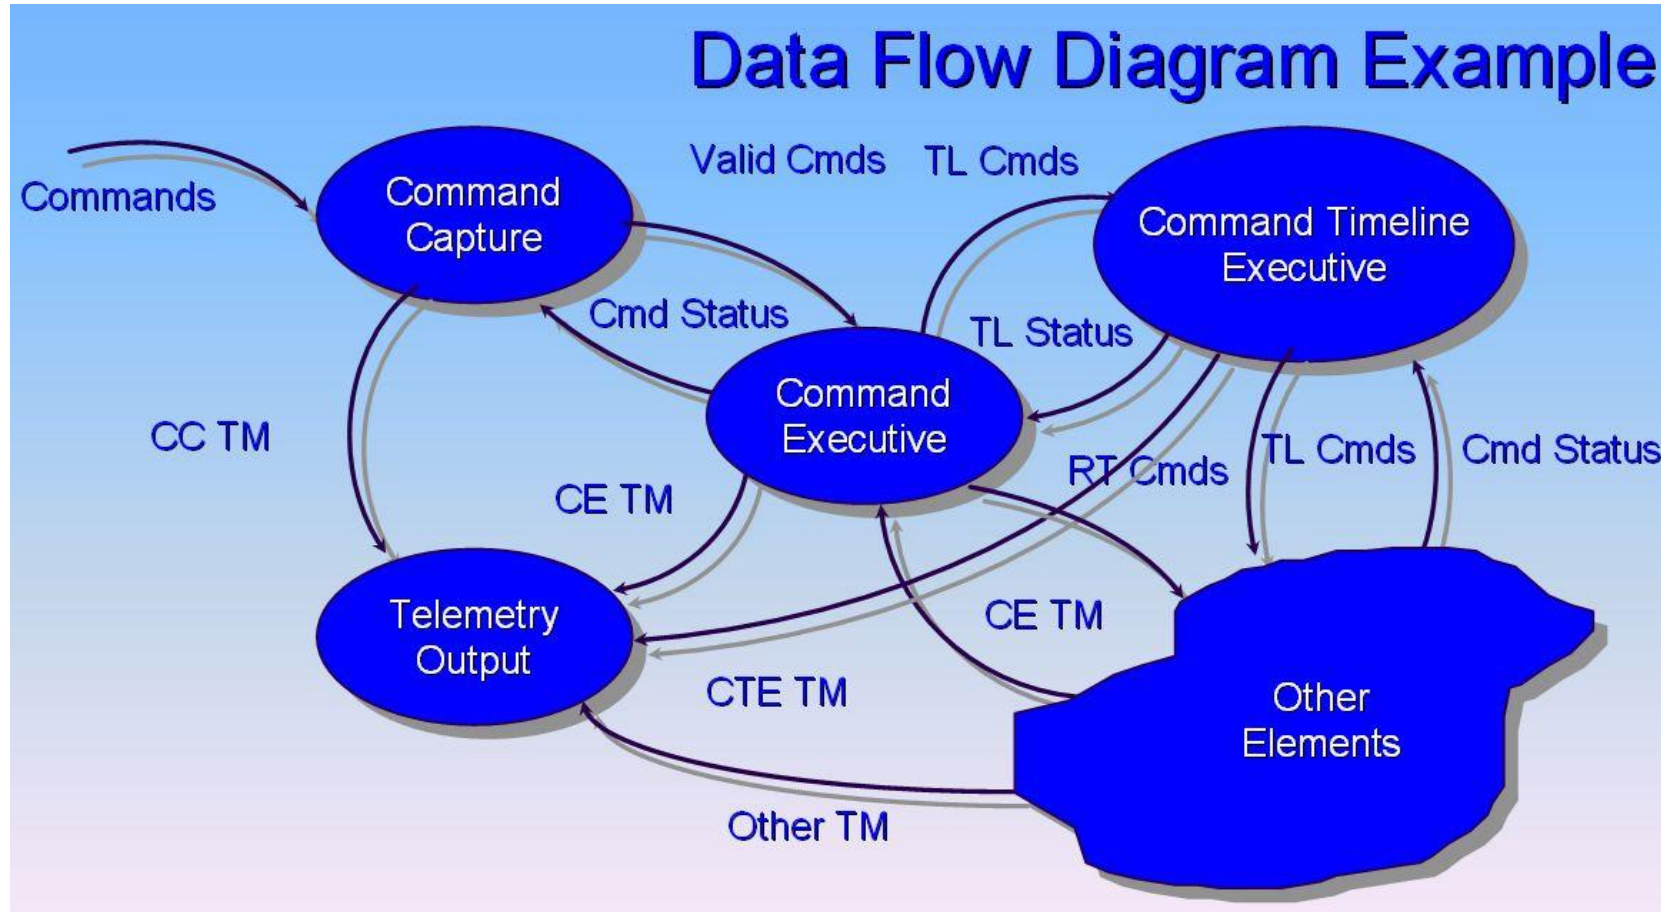 Data Flow Diagram Example
Commands
Command
Capture
Valid Cmds
TL Cmds
Command Timeline
Executive
Cmd Status
TL Status
Command
Executive
CC TM
CE TM
RT Cmds
TL Cmds
Cmd Status
Telemetry
Output
CE TM
CTE TM
Other
Elements
Other TM